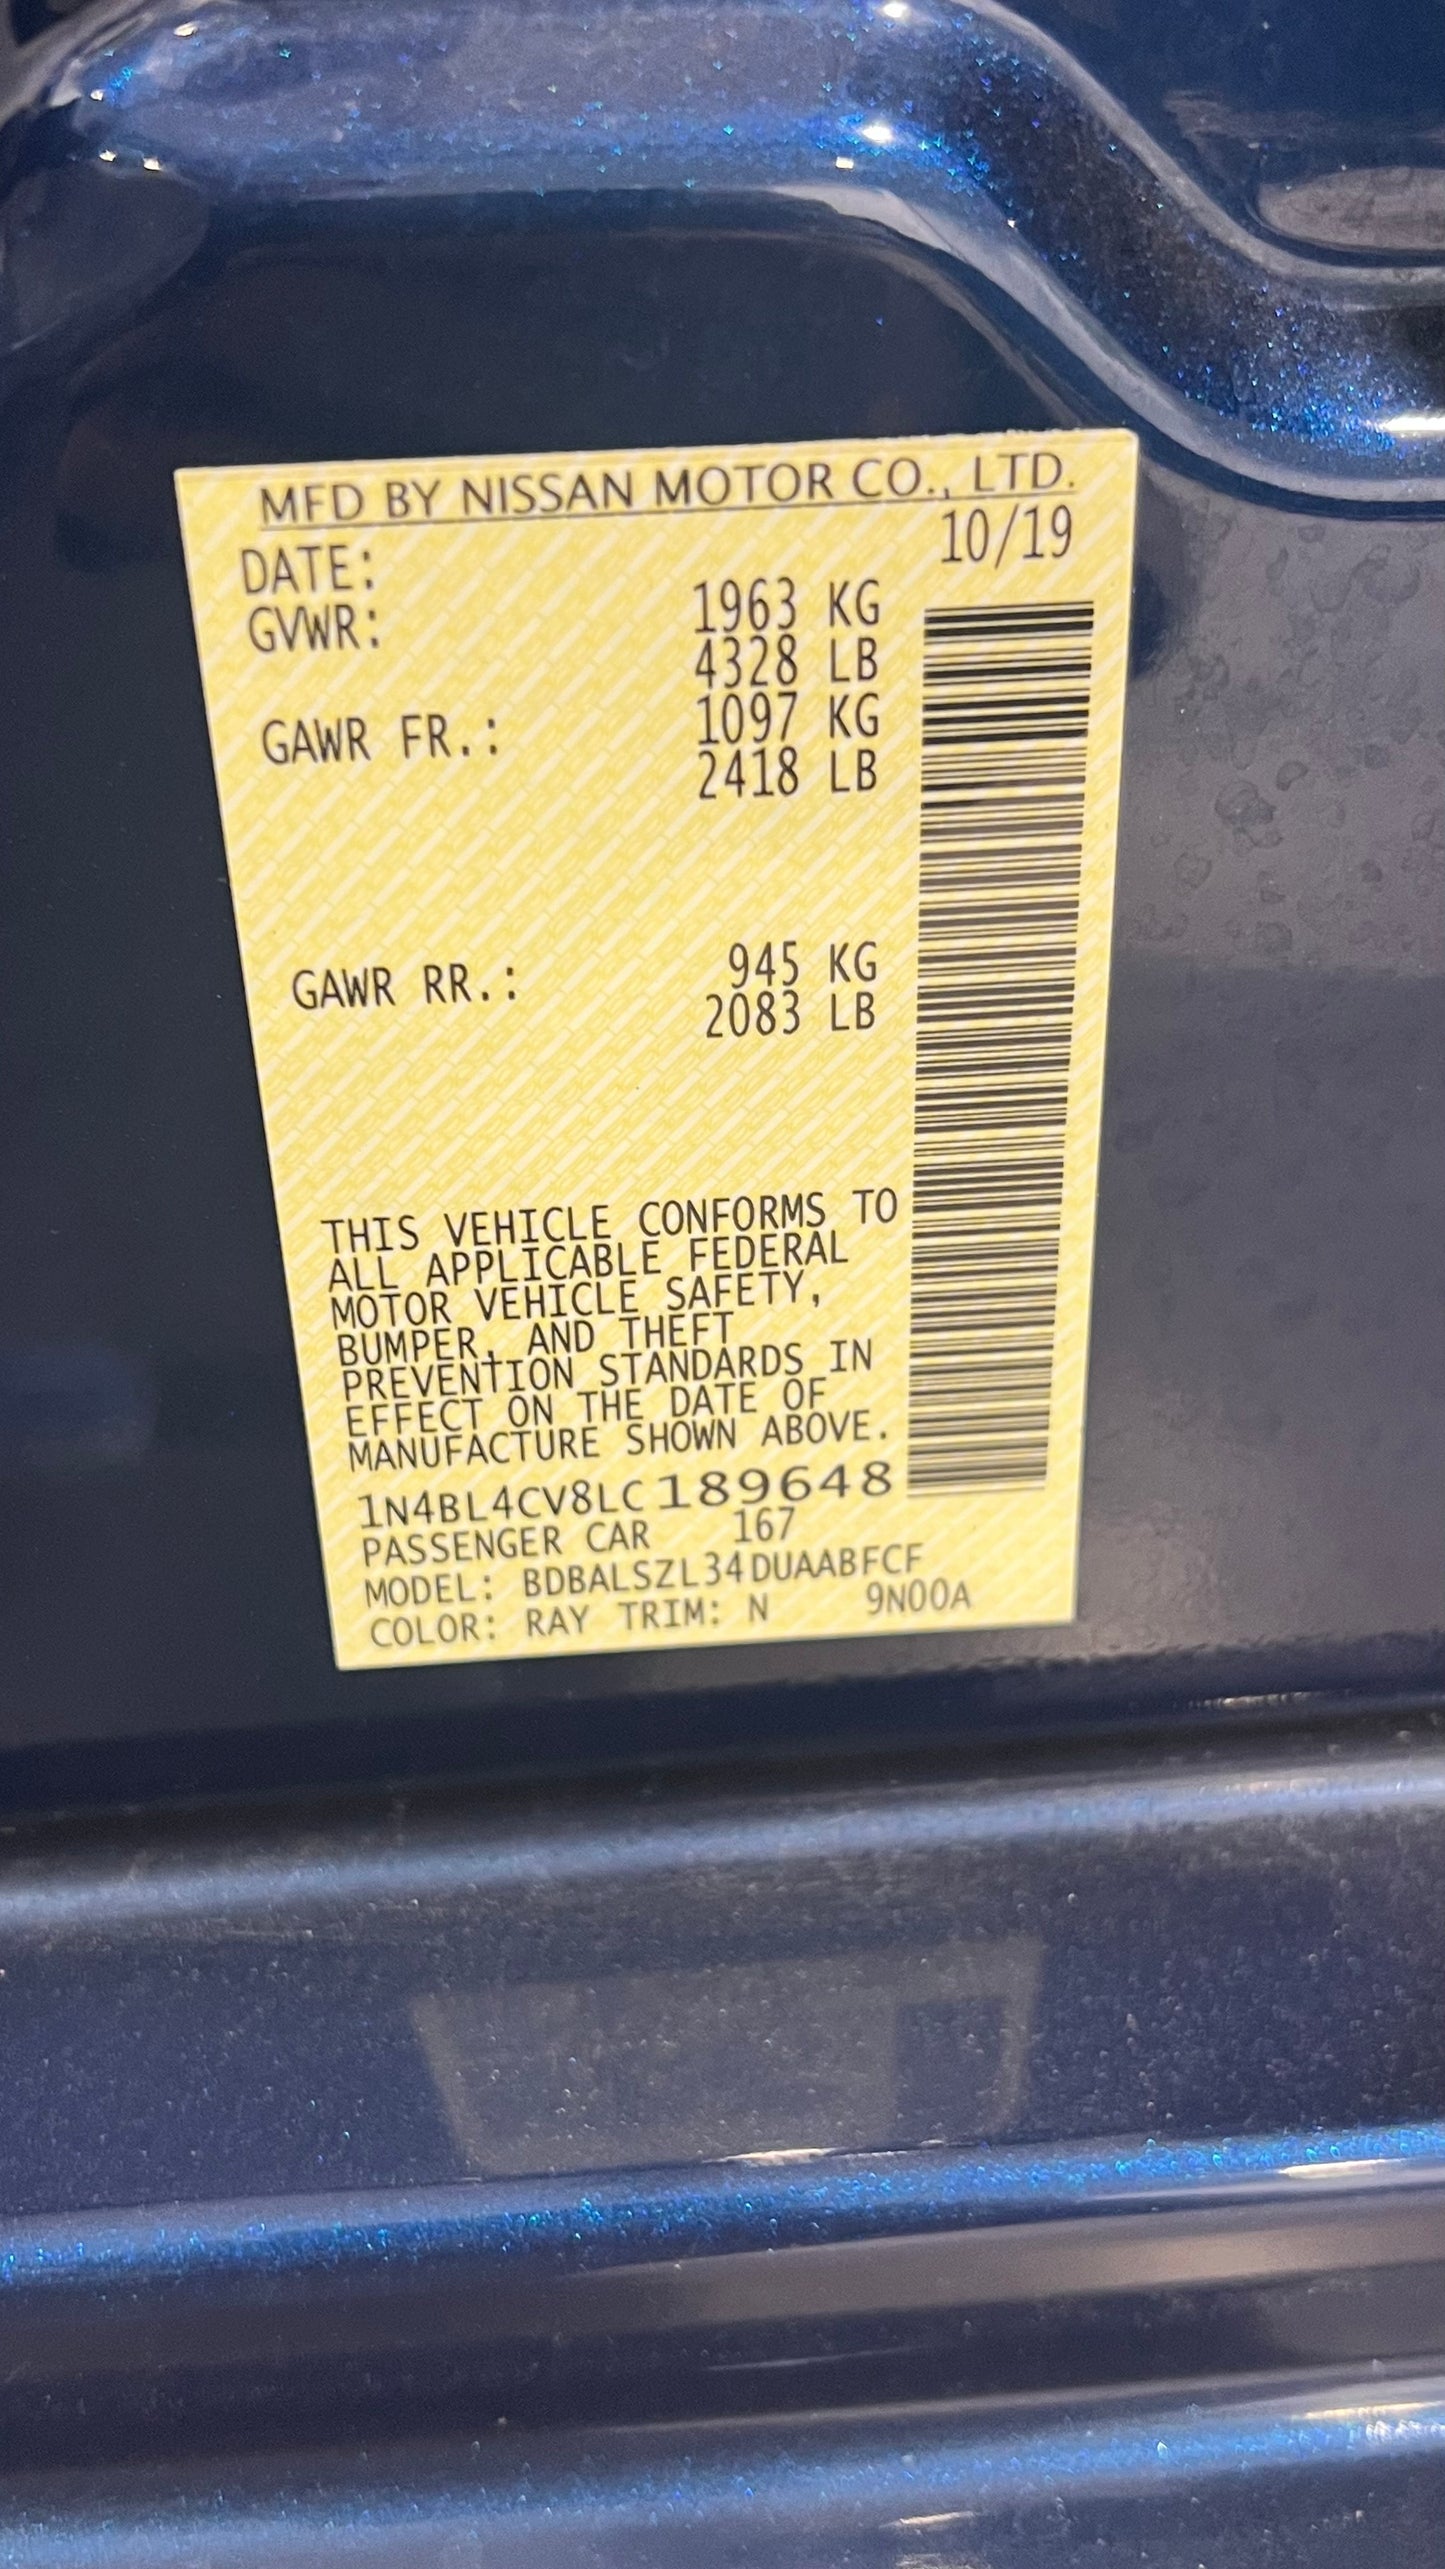 MFD BY NISSAN MOTOR CO., LTD.
DATE: 10/19
GVWR: 1963 KG
4328 LB
GAWR FR.: 1097 KG
2418 LB
GAWR RR.: 945 KG
2083 LB
THIS VEHICLE CONFORMS TO
ALL APPLICABLE FEDERAL
MOTOR VEHICLE SAFETY,
BUMPER, AND THEFT
PREVENTION STANDARDS IN
EFFECT ON THE DATE OF
MANUFACTURE SHOWN ABOVE.
1N4BL4CV8LC189648
PASSENGER CAR 167
MODEL: BDBALSZL34DUAABFCF
COLOR: RAY TRIM: N 9N00A